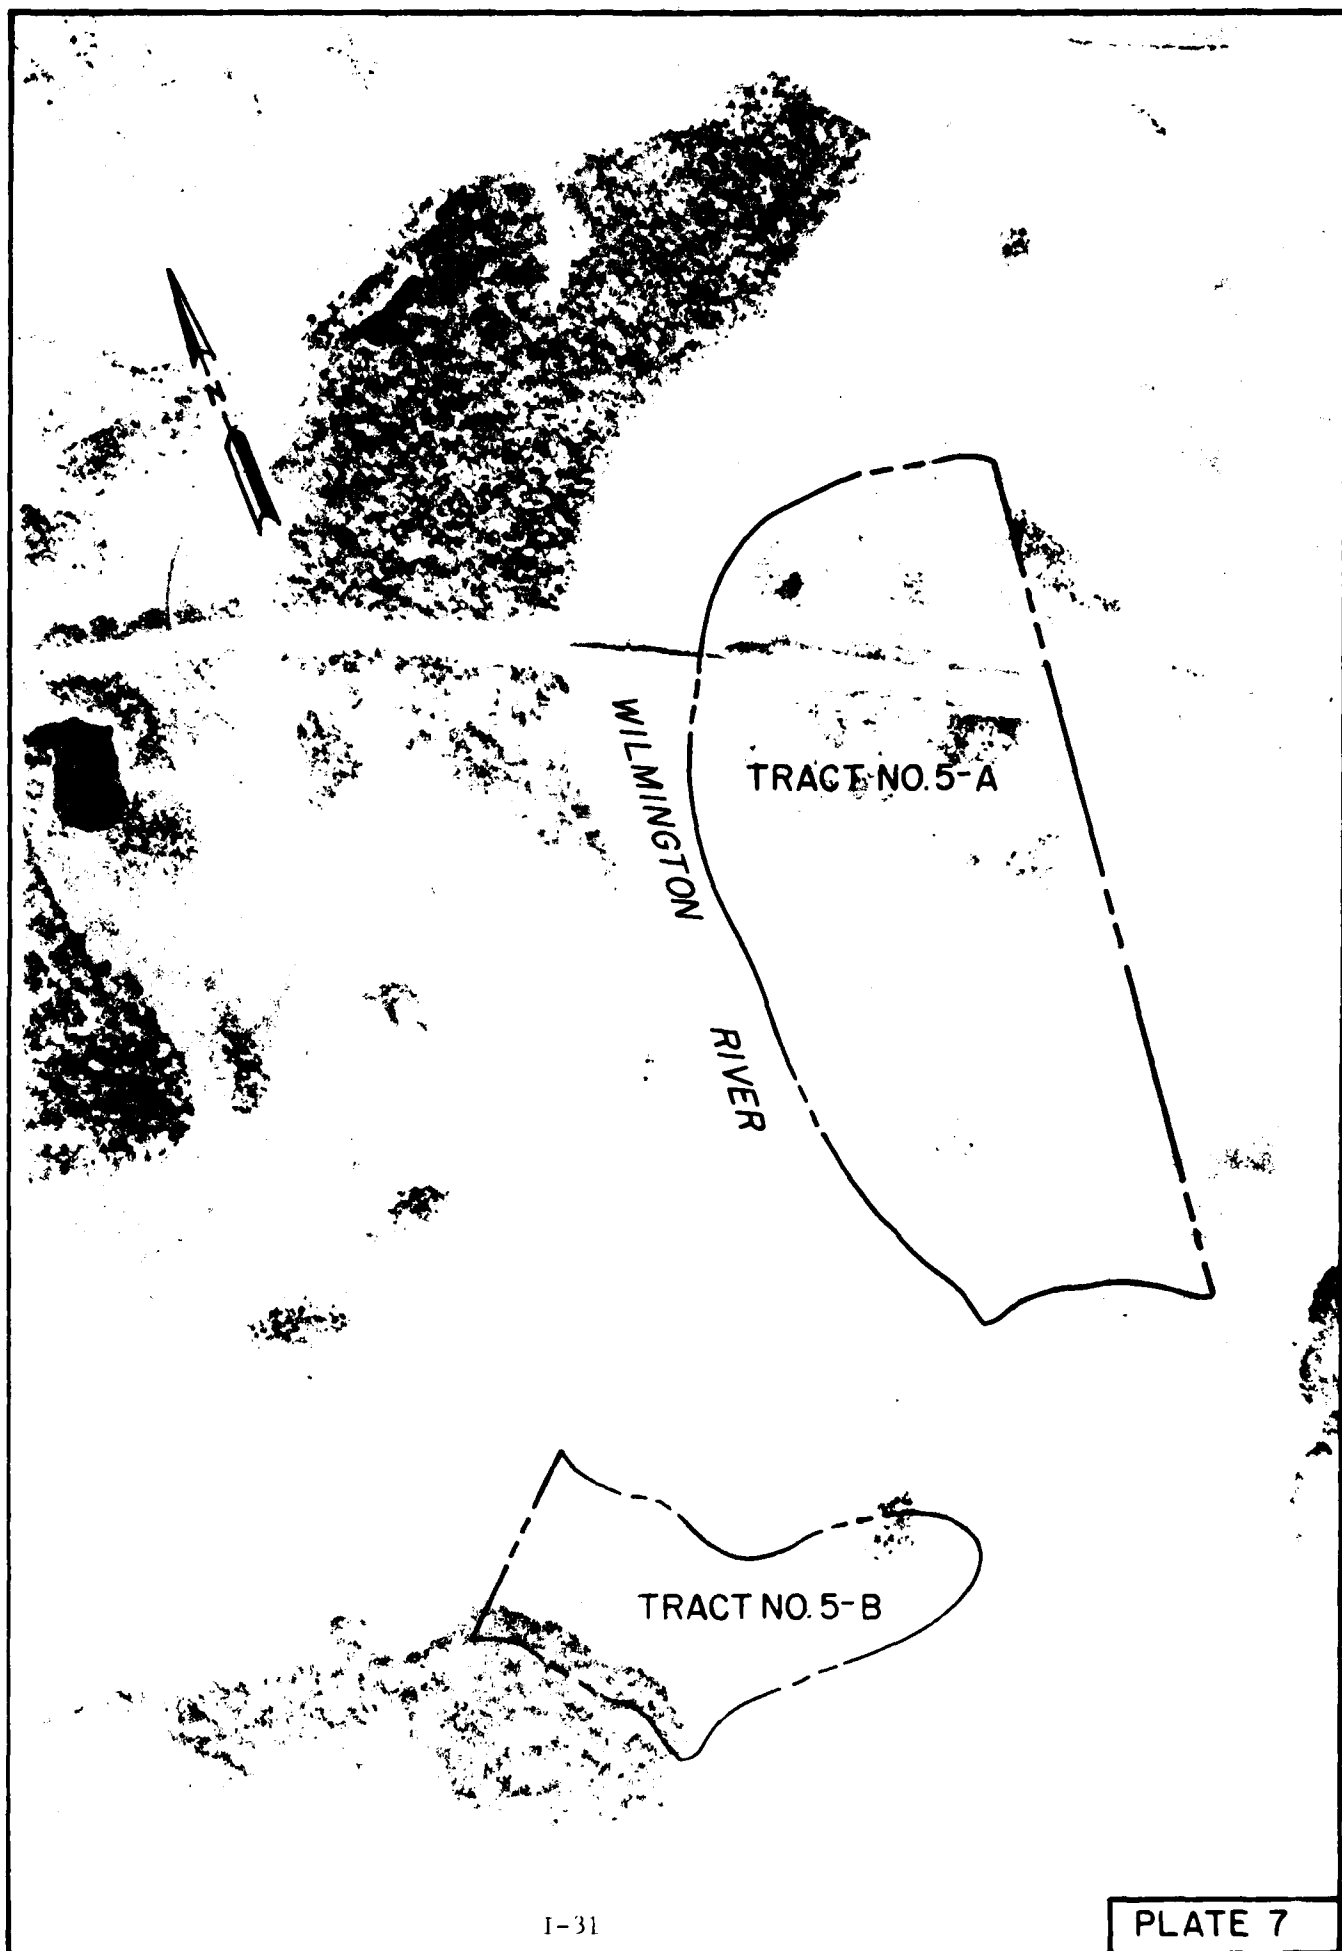 N
WILMINGTON
TRACT NO. 5-A
RIVER
TRACT NO. 5-B
I-31
PLATE 7